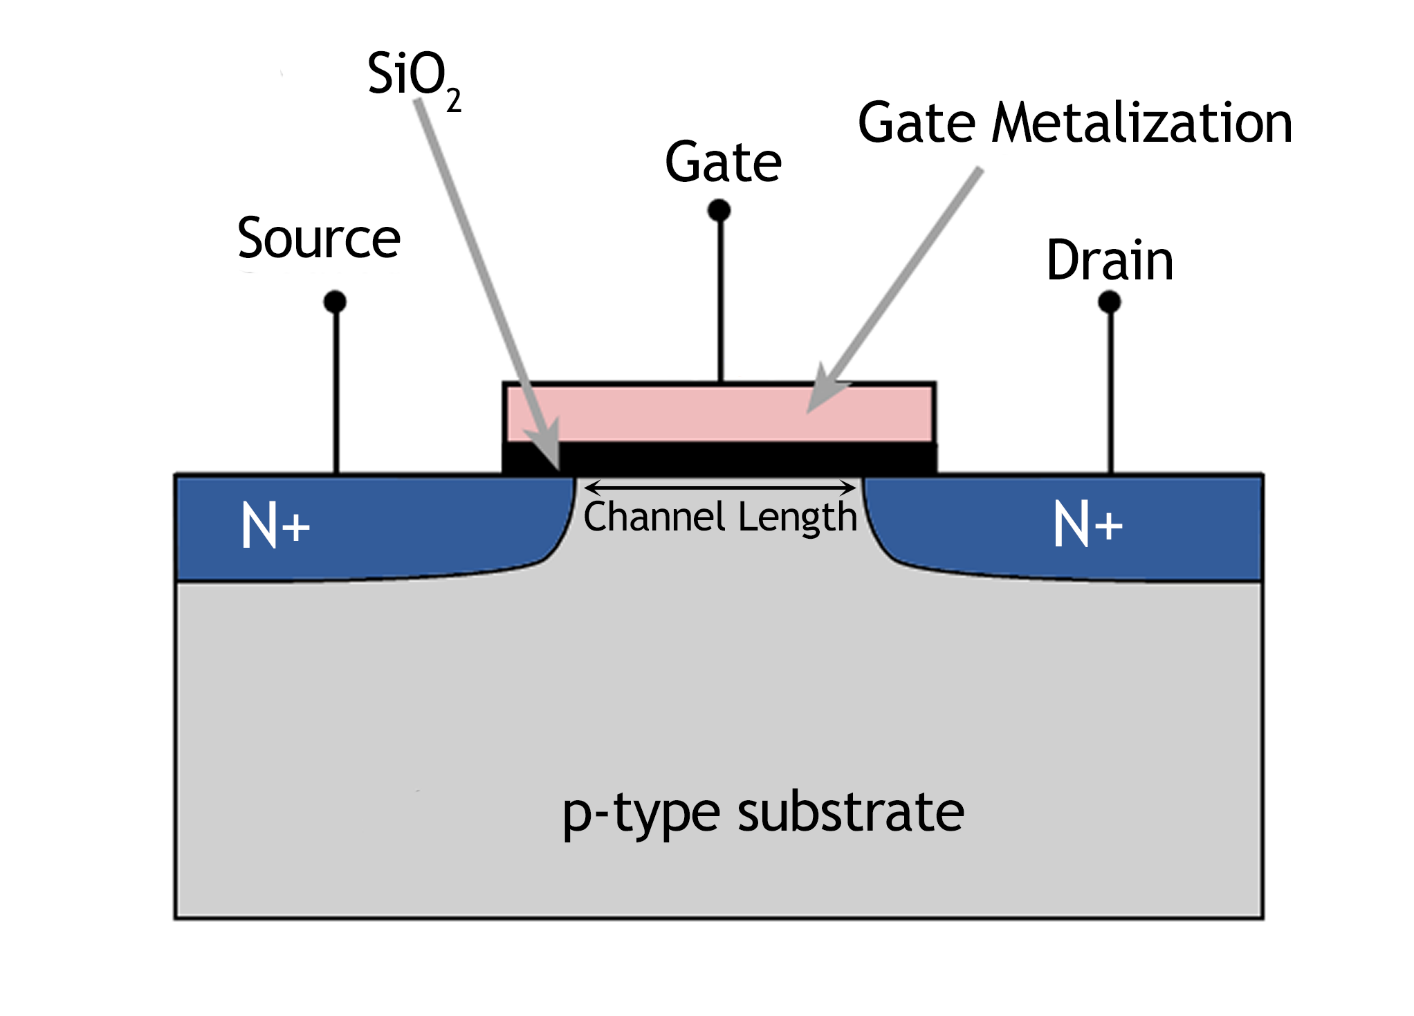 SiO₂
Gate Metalization
Gate
Source
Drain
N+
Channel Length
N+
p-type substrate